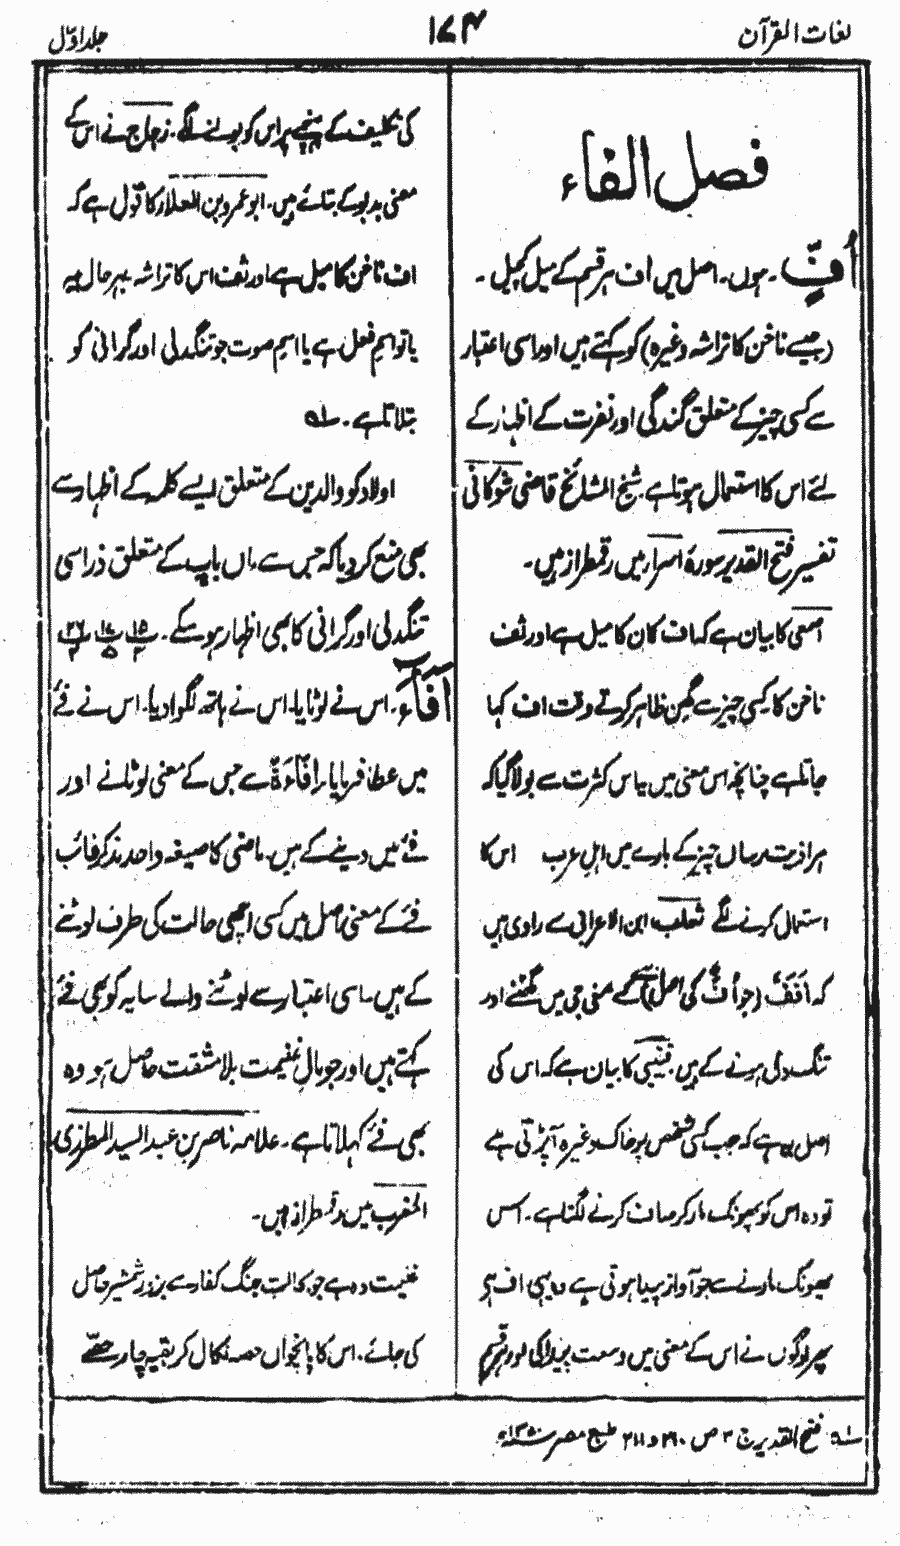 لغات القرآن
۱۷۴
جلد اوّل
فصل الفاء
اُفٍّ ۔ ہوں۔ اصل میں اف ہر قسم کے میل کچیل ۔
(جیسے ناخن کا تراشہ وغیرہ) کو کہتے ہیں اور اسی اعتبار
سے کسی چیز کے متعلق گندگی اور نفرت کے اظہار کے
لئے اس کا استعمال ہوتا ہے۔ شیخ المشائخ قاضی شوکانی
تفسیر فتح القدیر سورۂ اسرار میں رقمطراز ہیں۔
اصمعی کا بیان ہے کہ اف کان کا میل ہے اور تف
ناخن کا۔ کسی چیز سے گھن ظاہر کرتے وقت اف کہا
جاتا ہے چنانچہ اس معنی میں یہ اس کثرت سے بولا گیا کہ
ہر اذیت رساں چیز کے بارے میں اہل عرب اس کا
استعمال کرنے لگے ثعلب ابن الاعرابی سے راوی ہیں
کہ اَفَفٌ (جو اُفٌّ کی اصل ہے) کے معنی جی میں گھٹنے اور
تنگ دل ہونے کے ہیں۔ قتیبی کا بیان ہے کہ اس کی
اصل یہ ہے کہ جب کسی شخص پر خاک وغیرہ آپڑتی ہے
تو وہ اس کو پھونک مار کر صاف کرنے لگتا ہے۔ اس
پھونک مارنے سے جو آواز پیدا ہوتی ہے وہ یہی اف ہے
پھر لوگوں نے اس کے معنی میں وسعت پیدا کی اور ہر قسم
کی تکلیف کے پہنچنے پر اس کو بولنے لگے۔ زجاج نے اس کے
معنی بدبو کے بتائے ہیں۔ ابو عمرو بن العلاء کا قول ہے کہ
اف ناخن کا میل ہے اور تف اس کا تراشہ بہرحال یہ
یا تو اسم فعل ہے یا اسم صوت جو تنگدلی اور گرانی کو
بتلاتا ہے۔ لہ
اولاد کو والدین کے متعلق ایسے کلمہ کے اظہار سے
بھی منع کر دیا کہ جس سے ماں باپ کے متعلق ذرا سی
تنگدلی اور گرانی کا بھی اظہار ہو سکے۔ ۱۵ ۱۷ ۲۶
اَفَاءَ ۔ اس نے لوٹایا۔ اس نے ہاتھ لگوا دیا۔ اس نے فئے
میں عطا فرمایا۔ اِفَاءَۃٌ سے جس کے معنی لوٹانے اور
فئے میں دینے کے ہیں۔ ماضی کا صیغہ واحد مذکر غائب
فئے کے معنی اصل میں کسی اچھی حالت کی طرف لوٹنے
کے ہیں۔ اسی اعتبار سے لوٹنے والے سایہ کو بھی فئے
کہتے ہیں اور جو مال غنیمت بلا مشقت حاصل ہو وہ
بھی فئے کہلاتا ہے۔ علامہ ناصر بن عبد السید المطرزی
المغرب میں رقمطراز ہیں۔
غنیمت وہ ہے جو بحالت جنگ کفار سے بزور شمشیر حاصل
کی جائے۔ اس کا پانچواں حصہ نکال کر بقیہ چار حصّے
لہ فتح القدیر ج ۳ ص ۲۱۰ و ۲۱۱ طبع مصر ۱۳۵۰ھ